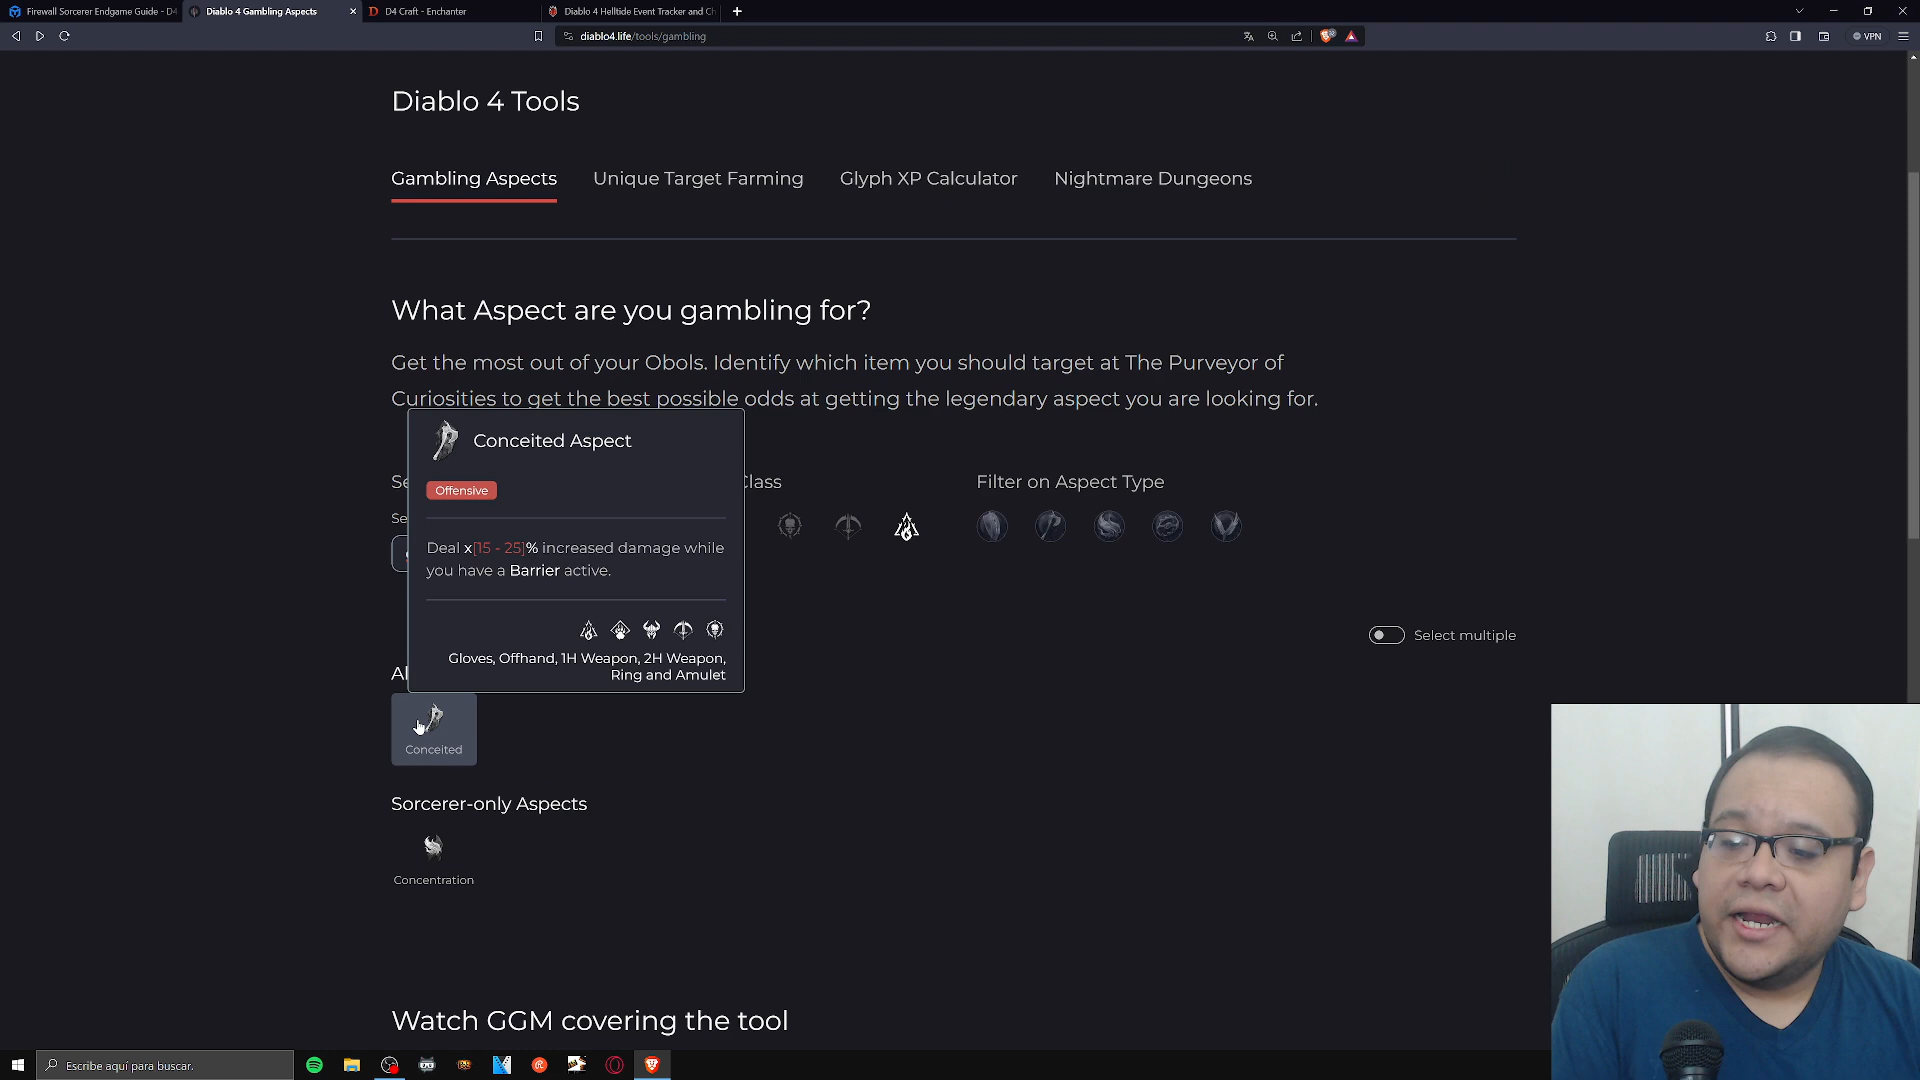 Firewall Sorcerer Endgame Guide - D4
Diablo 4 Gambling Aspects
D4 Craft - Enchanter
Diablo 4 Helltide Event Tracker and Ch
diablo4.life/tools/gambling
VPN
Diablo 4 Tools
Gambling Aspects
Unique Target Farming
Glyph XP Calculator
Nightmare Dungeons
What Aspect are you gambling for?
Get the most out of your Obols. Identify which item you should target at The Purveyor of
Curiosities to get the best possible odds at getting the legendary aspect you are looking for.
Conceited Aspect
Offensive
Deal x[15 - 25]% increased damage while
you have a Barrier active.
Gloves, Offhand, 1H Weapon, 2H Weapon,
Ring and Amulet
Se
Class
Filter on Aspect Type
Se
Select multiple
Al
Conceited
Sorcerer-only Aspects
Concentration
Watch GGM covering the tool
Escribe aquí para buscar.